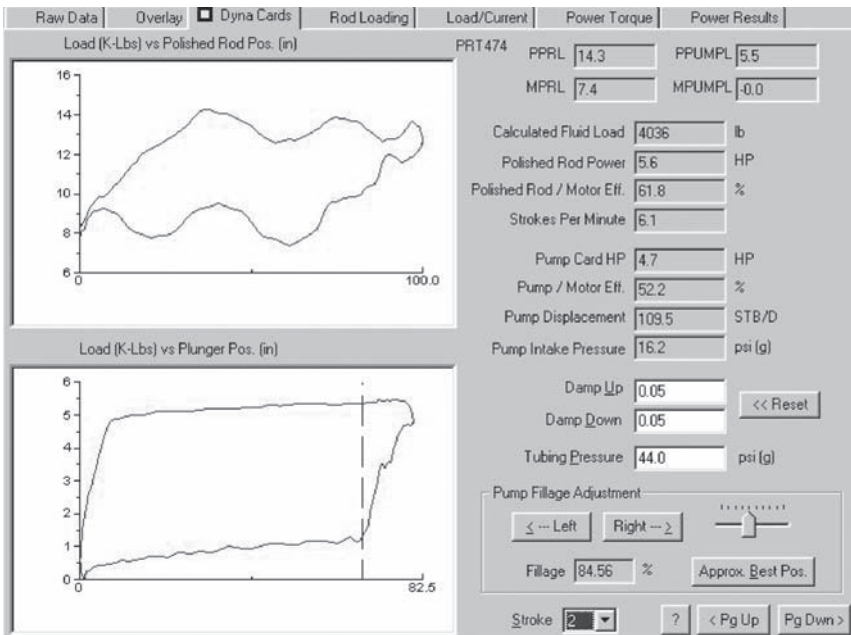 Raw Data Overlay Dyna Cards Rod Loading Load/Current Power Torque Power Results
Load (K-Lbs) vs Polished Rod Pos. (in)
16
14
12
10
8
6
0 100.0
Load (K-Lbs) vs Plunger Pos. (in)
6
5
4
3
2
1
0
0 82.5
PRT474 PPRL 14.3 PPUMPL 5.5
MPRL 7.4 MPUMPL -0.0
Calculated Fluid Load 4036 lb
Polished Rod Power 5.6 HP
Polished Rod / Motor Eff. 61.8 %
Strokes Per Minute 6.1
Pump Card HP 4.7 HP
Pump / Motor Eff. 52.2 %
Pump Displacement 109.5 STB/D
Pump Intake Pressure 16.2 psi (g)
Damp Up 0.05
<< Reset
Damp Down 0.05
Tubing Pressure 44.0 psi (g)
Pump Fillage Adjustment
< --- Left Right --- >
Fillage 84.56 % Approx. Best Pos.
Stroke 2 ? < Pg Up Pg Dwn >